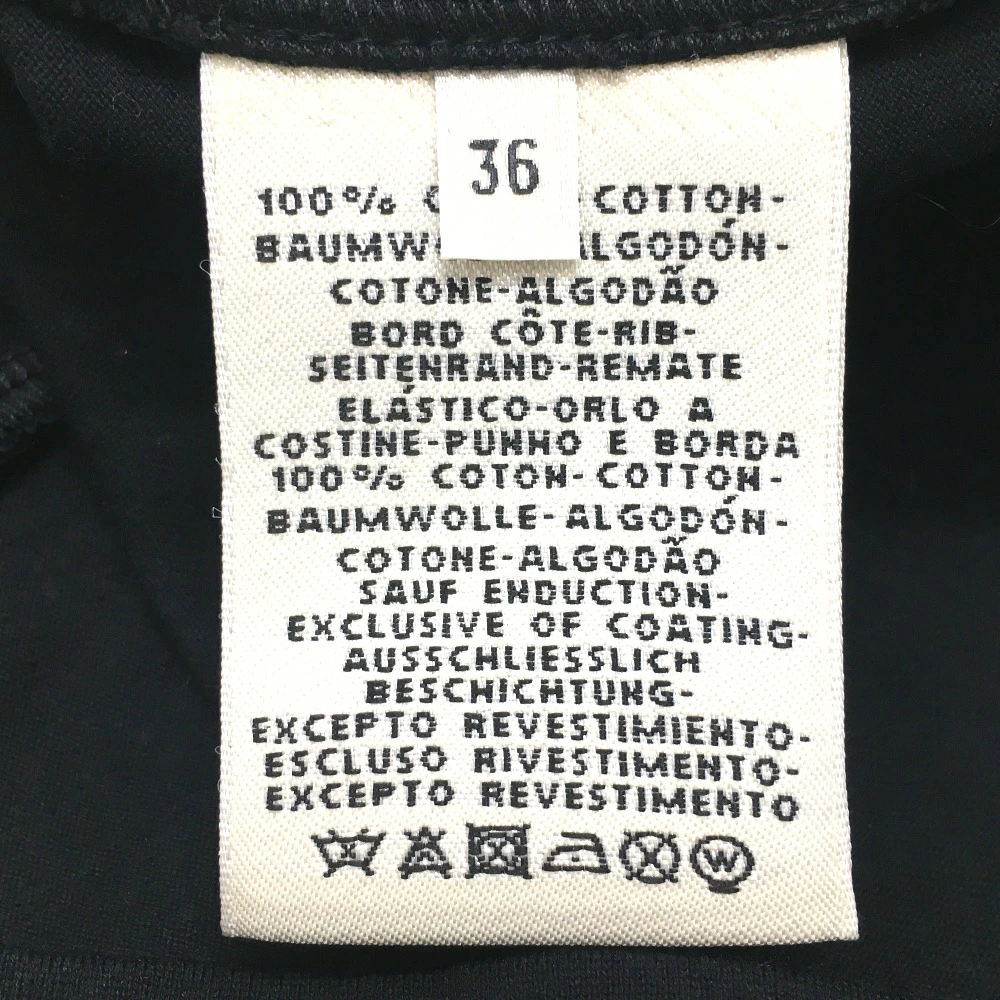 36
100% COTTON-
ALGODÓN-
COTONE-ALGODÃO
BORD CÔTE-RIB-
SEITENRAND-REMATE
ELÁSTICO-ORLO A
COSTINE-PUNHO E BORDA
100% COTON-COTTON-
BAUMWOLLE-ALGODÓN-
COTONE-ALGODÃO
SAUF ENDUCTION-
EXCLUSIVE OF COATING-
AUSSCHLIESSLICH
BESCHICHTUNG-
EXCEPTO REVESTIMIENTO-
ESCLUSO RIVESTIMENTO-
EXCEPTO REVESTIMENTO
W